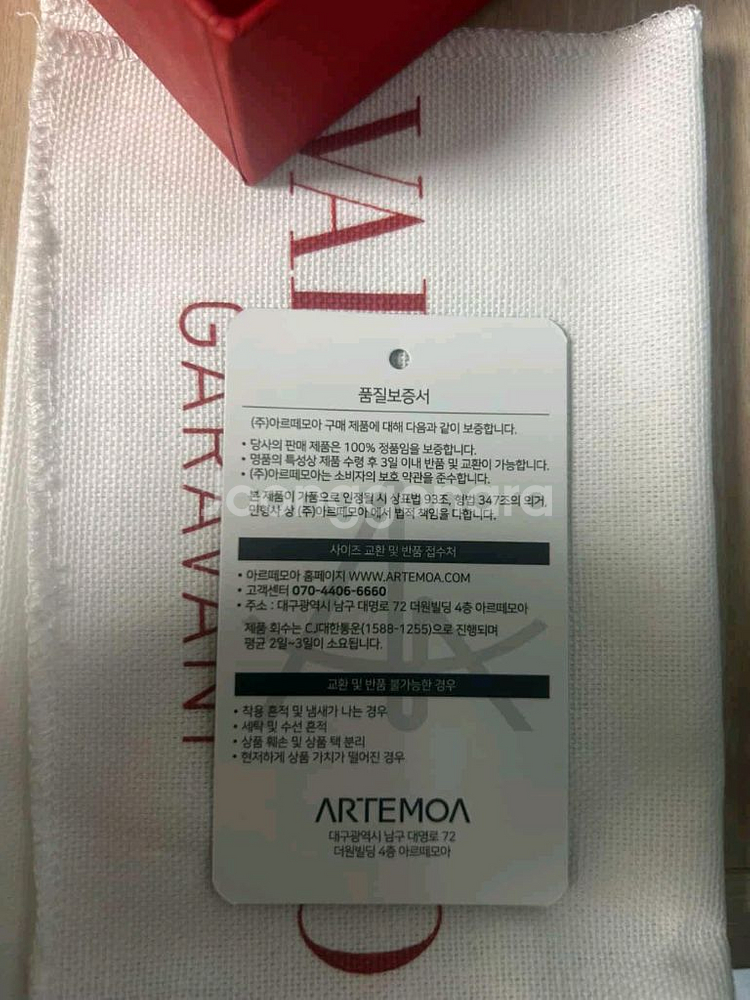 VAL
GARAVANI
품질보증서
(주)아르떼모아 구매 제품에 대해 다음과 같이 보증합니다.
• 당사의 판매 제품은 100% 정품임을 보증합니다.
• 명품의 특성상 제품 수령 후 3일 이내 반품 및 교환이 가능합니다.
• (주)아르떼모아는 소비자의 보호 약관을 준수합니다.
본 제품이 가품으로 인정될 시 상표법 93조, 형법 347조의 의거,
민형사 상 (주)아르떼모아에서 법적 책임을 다합니다.
사이즈 교환 및 반품 접수처
• 아르떼모아 홈페이지 WWW.ARTEMOA.COM
• 고객센터 070-4406-6660
• 주소 : 대구광역시 남구 대명로 72 더원빌딩 4층 아르떼모아
제품 회수는 CJ대한통운(1588-1255)으로 진행되며
평균 2일~3일이 소요됩니다.
교환 및 반품 불가능한 경우
• 착용 흔적 및 냄새가 나는 경우
• 세탁 및 수선 흔적
• 상품 훼손 및 상품 택 분리
• 현저하게 상품 가치가 떨어진 경우
ARTEMOA
대구광역시 남구 대명로 72
더원빌딩 4층 아르떼모아